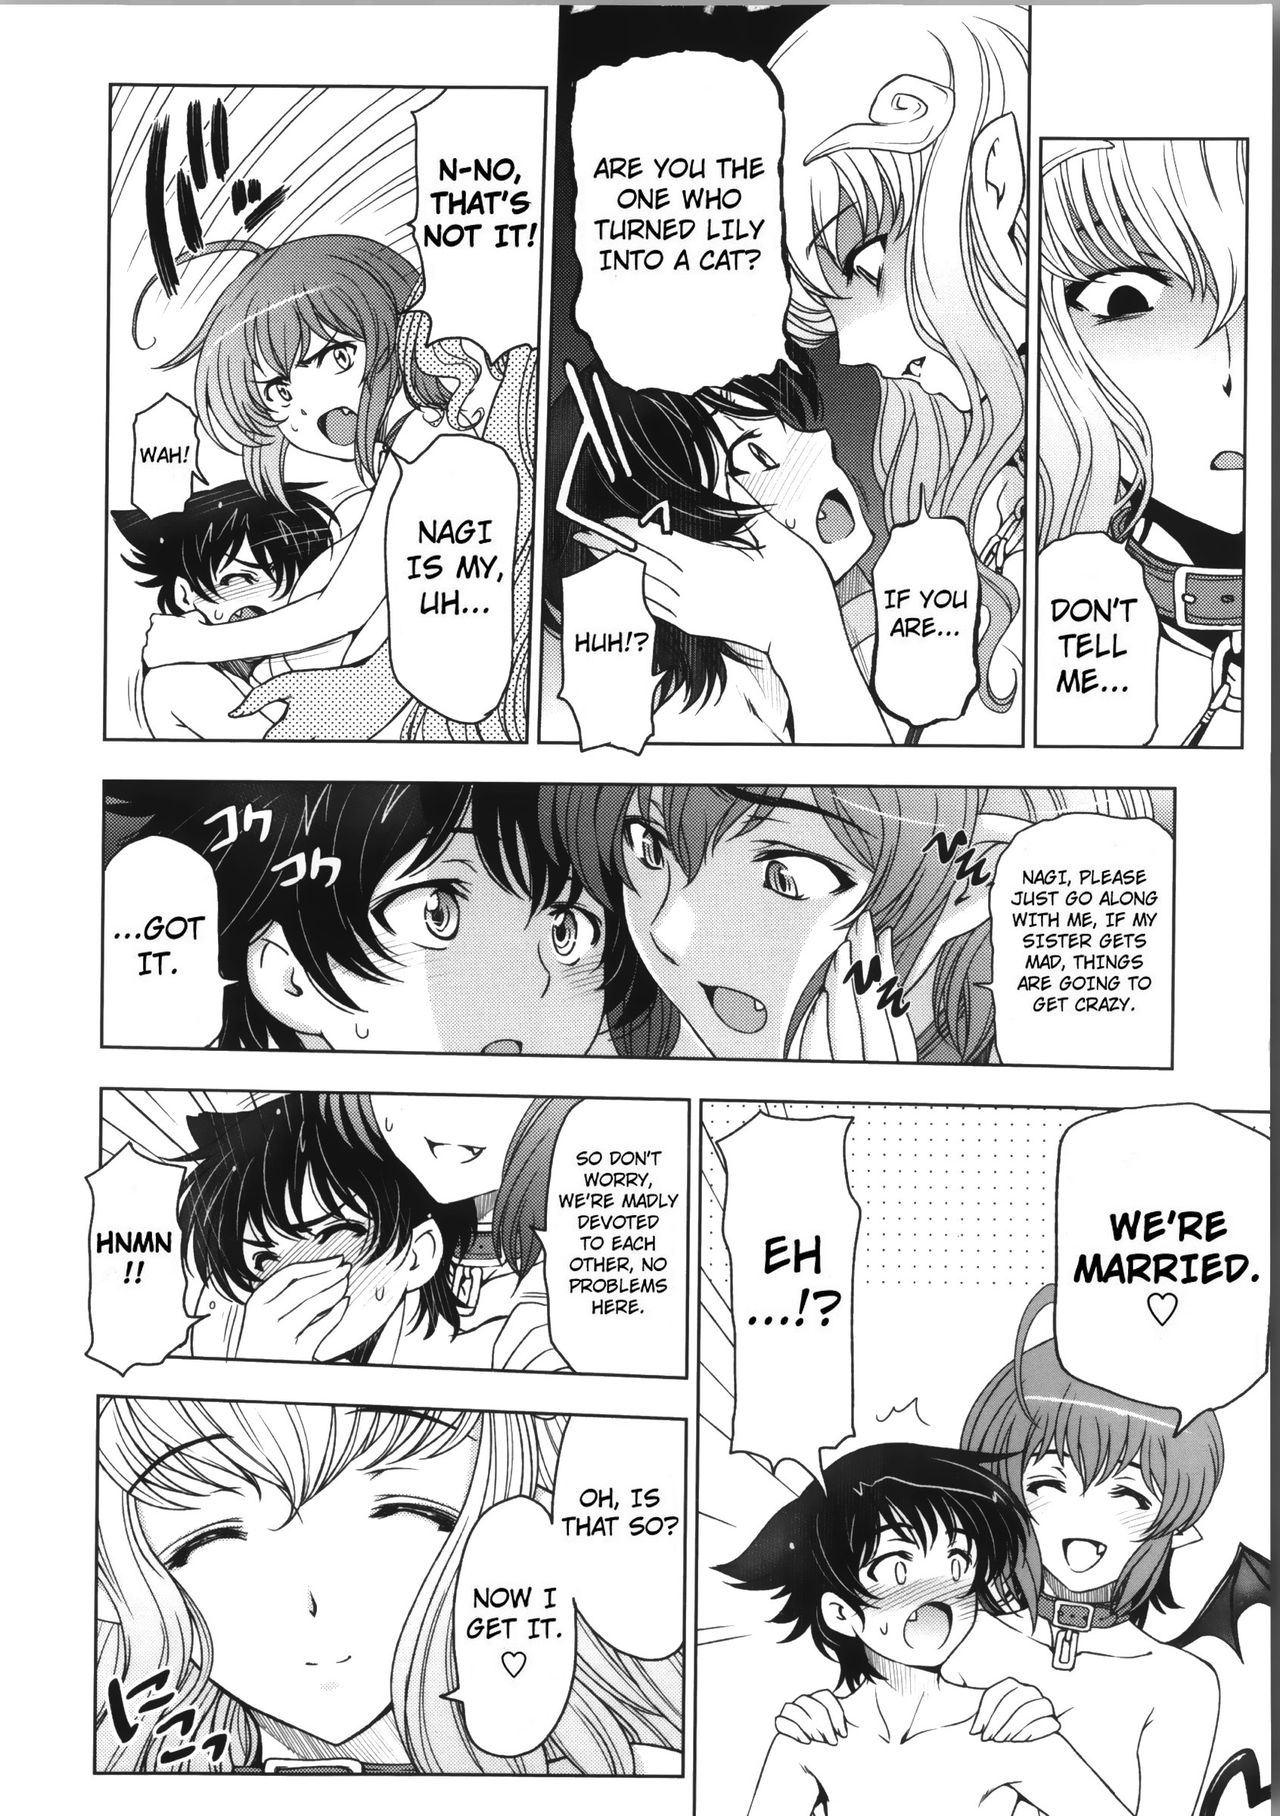 DON'T
TELL
ME...
ARE YOU THE
ONE WHO
TURNED LILY
INTO A CAT?
IF YOU
ARE...
HUH!?
N-NO,
THAT'S
NOT IT!
WAH!
NAGI
IS MY,
UH...
NAGI, PLEASE
JUST GO ALONG
WITH ME, IF MY
SISTER GETS
MAD, THINGS
ARE GOING TO
GET CRAZY.
コク
コク
...GOT
IT.
WE'RE
MARRIED.
♡
EH
...!?
SO DON'T
WORRY,
WE'RE MADLY
DEVOTED
TO EACH
OTHER, NO
PROBLEMS
HERE.
HNMN
!!
OH, IS
THAT SO?
NOW I
GET IT.
♡
にこっ